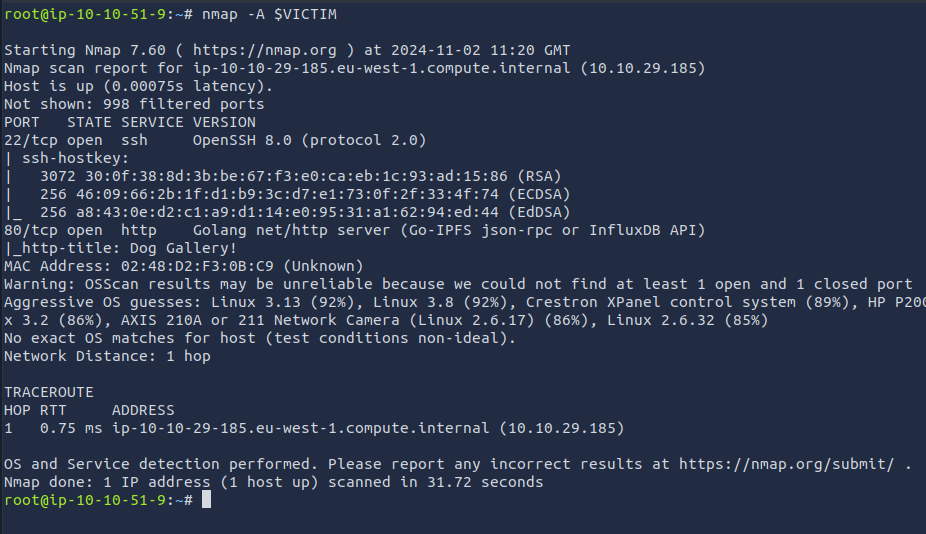 root@ip-10-10-51-9:~# nmap -A $VICTIM
Starting Nmap 7.60 ( https://nmap.org ) at 2024-11-02 11:20 GMT
Nmap scan report for ip-10-10-29-185.eu-west-1.compute.internal (10.10.29.185)
Host is up (0.00075s latency).
Not shown: 998 filtered ports
PORT   STATE SERVICE VERSION
22/tcp open  ssh     OpenSSH 8.0 (protocol 2.0)
| ssh-hostkey:
|   3072 30:0f:38:8d:3b:be:67:f3:e0:ca:eb:1c:93:ad:15:86 (RSA)
|   256 46:09:66:2b:1f:d1:b9:3c:d7:e1:73:0f:2f:33:4f:74 (ECDSA)
|_  256 a8:43:0e:d2:c1:a9:d1:14:e0:95:31:a1:62:94:ed:44 (EdDSA)
80/tcp open  http    Golang net/http server (Go-IPFS json-rpc or InfluxDB API)
|_http-title: Dog Gallery!
MAC Address: 02:48:D2:F3:0B:C9 (Unknown)
Warning: OSScan results may be unreliable because we could not find at least 1 open and 1 closed port
Aggressive OS guesses: Linux 3.13 (92%), Linux 3.8 (92%), Crestron XPanel control system (89%), HP P200
x 3.2 (86%), AXIS 210A or 211 Network Camera (Linux 2.6.17) (86%), Linux 2.6.32 (85%)
No exact OS matches for host (test conditions non-ideal).
Network Distance: 1 hop
TRACEROUTE
HOP RTT     ADDRESS
1   0.75 ms ip-10-10-29-185.eu-west-1.compute.internal (10.10.29.185)
OS and Service detection performed. Please report any incorrect results at https://nmap.org/submit/ .
Nmap done: 1 IP address (1 host up) scanned in 31.72 seconds
root@ip-10-10-51-9:~#